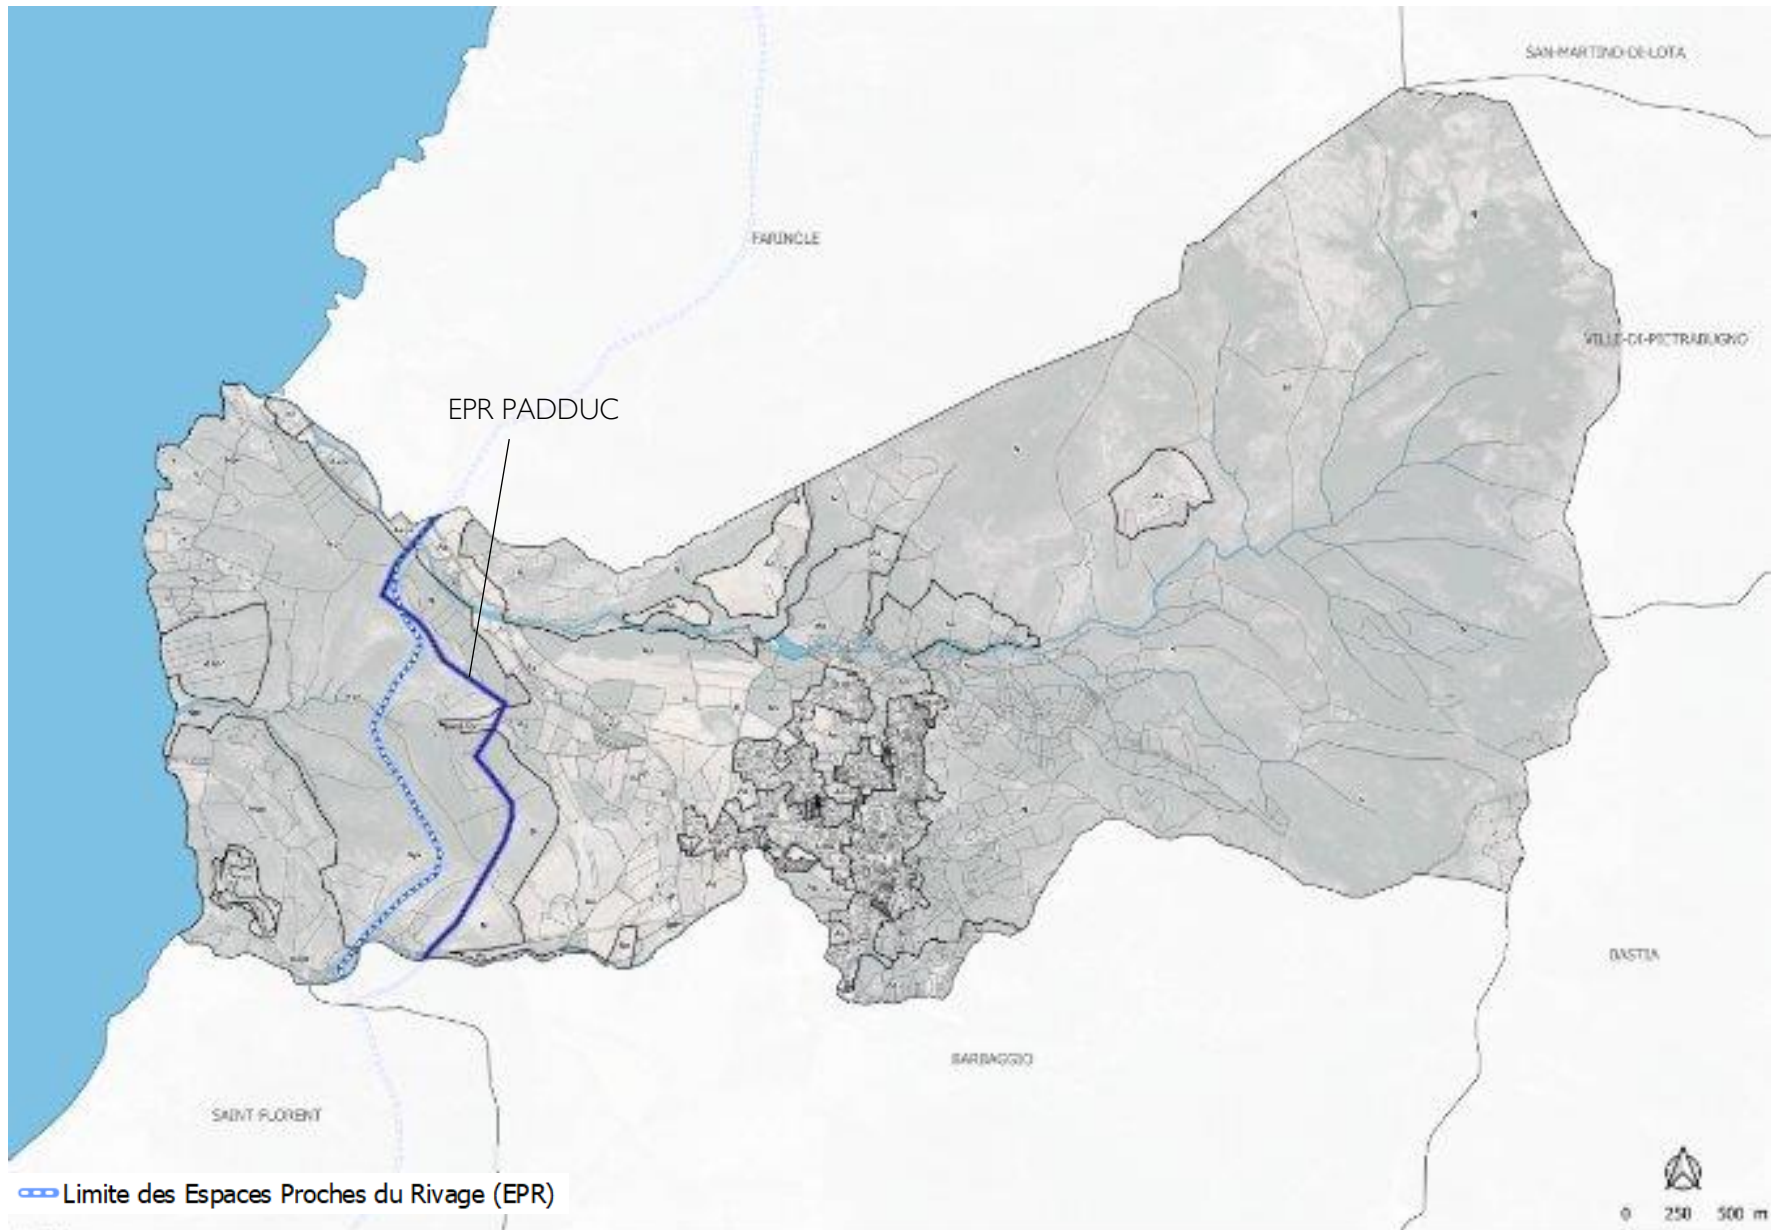 SAN-MARTINO-DI-LOTA
FARINOLE
VILLE-DI-PIETRABUGNO
EPR PADDUC
BASTIA
BARBAGGIO
SAINT FLORENT
Limite des Espaces Proches du Rivage (EPR)
0 250 500 m